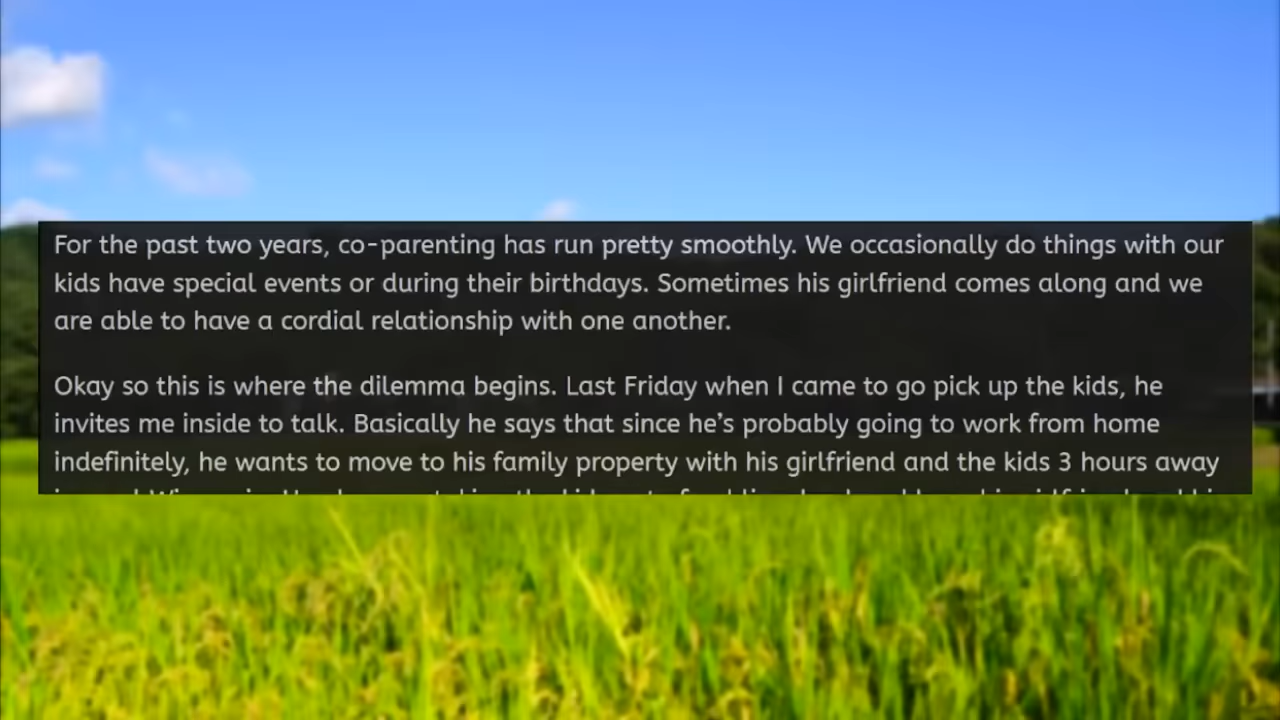 For the past two years, co-parenting has run pretty smoothly. We occasionally do things with our
kids have special events or during their birthdays. Sometimes his girlfriend comes along and we
are able to have a cordial relationship with one another.
Okay so this is where the dilemma begins. Last Friday when I came to go pick up the kids, he
invites me inside to talk. Basically he says that since he’s probably going to work from home
indefinitely, he wants to move to his family property with his girlfriend and the kids 3 hours away